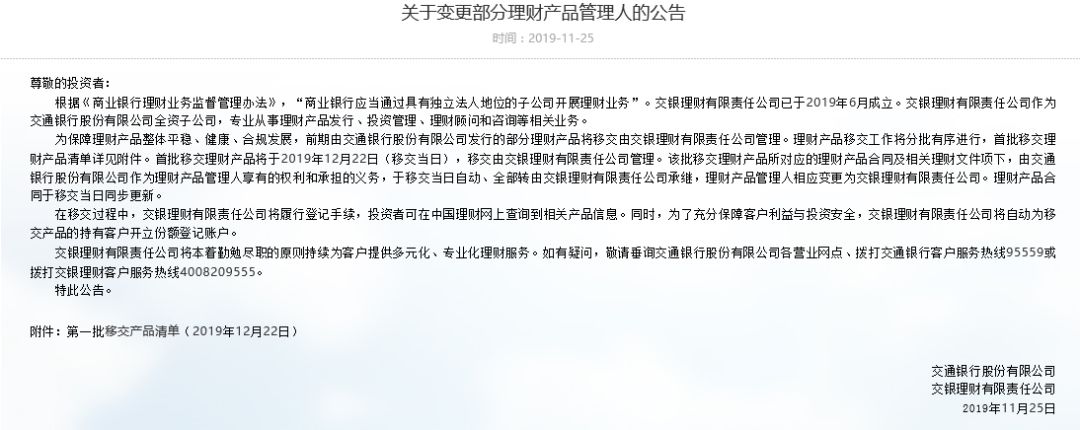 关于变更部分理财产品管理人的公告
时间：2019-11-25
尊敬的投资者：
根据《商业银行理财业务监督管理办法》，“商业银行应当通过具有独立法人地位的子公司开展理财业务”。交银理财有限责任公司已于2019年6月成立。交银理财有限责任公司作为
交通银行股份有限公司全资子公司，专业从事理财产品发行、投资管理、理财顾问和咨询等相关业务。
为保障理财产品整体平稳、健康、合规发展，前期由交通银行股份有限公司发行的部分理财产品将移交由交银理财有限责任公司管理。理财产品移交工作将分批有序进行，首批移交理
财产品清单详见附件。首批移交理财产品将于2019年12月22日（移交当日），移交由交银理财有限责任公司管理。该批移交理财产品所对应的理财产品合同及相关理财文件项下，由交通
银行股份有限公司作为理财产品管理人享有的权利和承担的义务，于移交当日自动、全部转由交银理财有限责任公司承继，理财产品管理人相应变更为交银理财有限责任公司。理财产品合
同于移交当日同步更新。
在移交过程中，交银理财有限责任公司将履行登记手续，投资者可在中国理财网上查询到相关产品信息。同时，为了充分保障客户利益与投资安全，交银理财有限责任公司将自动为移
交产品的持有客户开立份额登记账户。
交银理财有限责任公司将本着勤勉尽职的原则持续为客户提供多元化、专业化理财服务。如有疑问，敬请垂询交通银行股份有限公司各营业网点、拨打交通银行客户服务热线95559或
拨打交银理财客户服务热线4008209555。
特此公告。
附件：第一批移交产品清单（2019年12月22日）
交通银行股份有限公司
交银理财有限责任公司
2019年11月25日